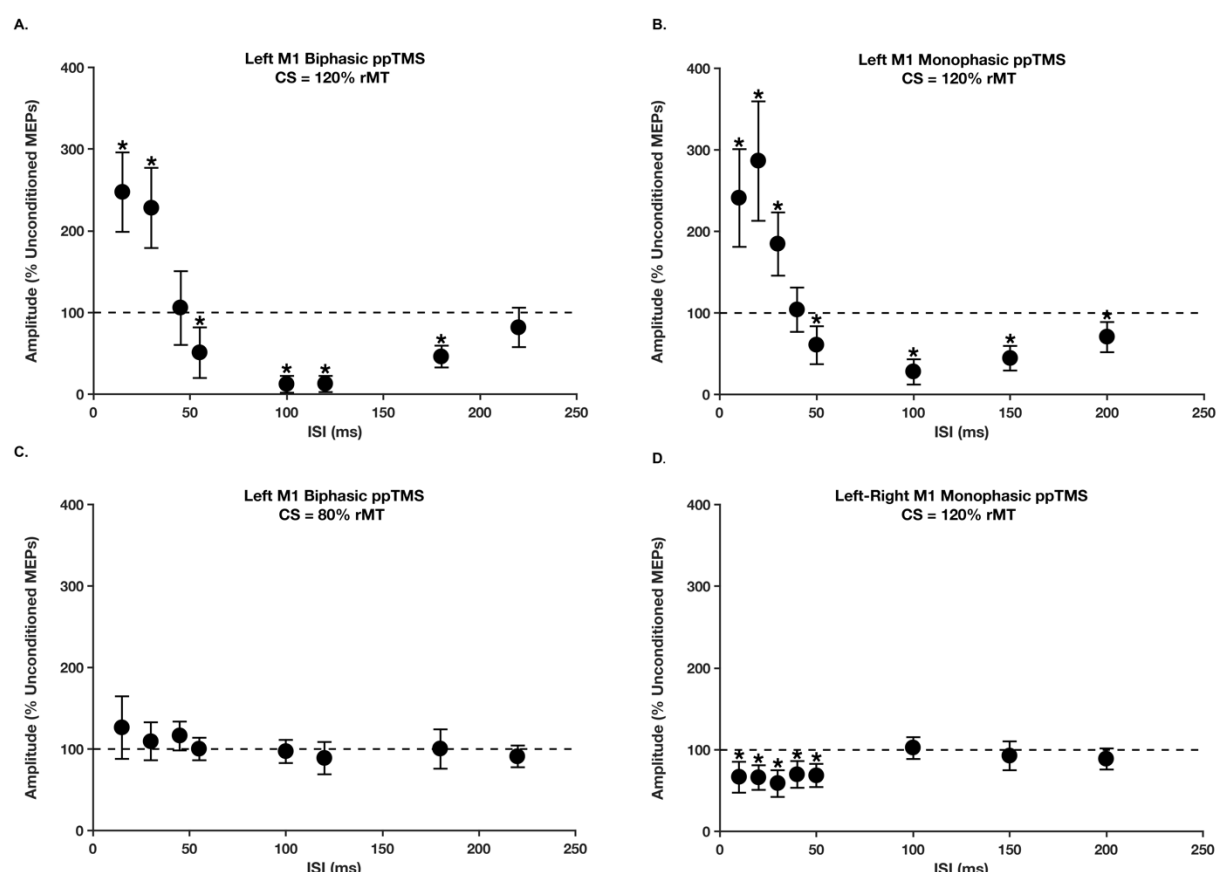 A.
Left M1 Biphasic ppTMS
CS = 120% rMT
Amplitude (% Unconditioned MEPs)
400
300
200
100
0
* * * * * *
0 50 100 150 200 250
ISI (ms)
B.
Left M1 Monophasic ppTMS
CS = 120% rMT
Amplitude (% Unconditioned MEPs)
400
300
200
100
0
* * * * * * *
0 50 100 150 200 250
ISI (ms)
C.
Left M1 Biphasic ppTMS
CS = 80% rMT
Amplitude (% Unconditioned MEPs)
400
300
200
100
0
0 50 100 150 200 250
ISI (ms)
D.
Left-Right M1 Monophasic ppTMS
CS = 120% rMT
Amplitude (% Unconditioned MEPs)
400
300
200
100
0
* * * * *
0 50 100 150 200 250
ISI (ms)